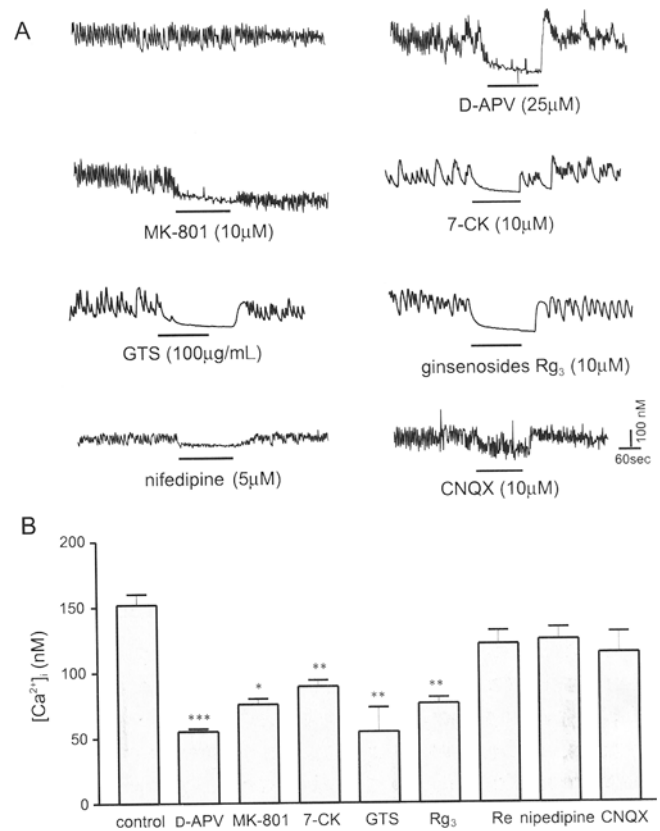 A
D-APV (25μM)
MK-801 (10μM)
7-CK (10μM)
GTS (100μg/mL)
ginsenosides Rg3 (10μM)
nifedipine (5μM)
CNQX (10μM)
100 nM
60sec
B
[Ca2+]i (nM)
200
150
100
50
0
***
*
**
**
**
control D-APV MK-801 7-CK GTS Rg3 Re nipedipine CNQX